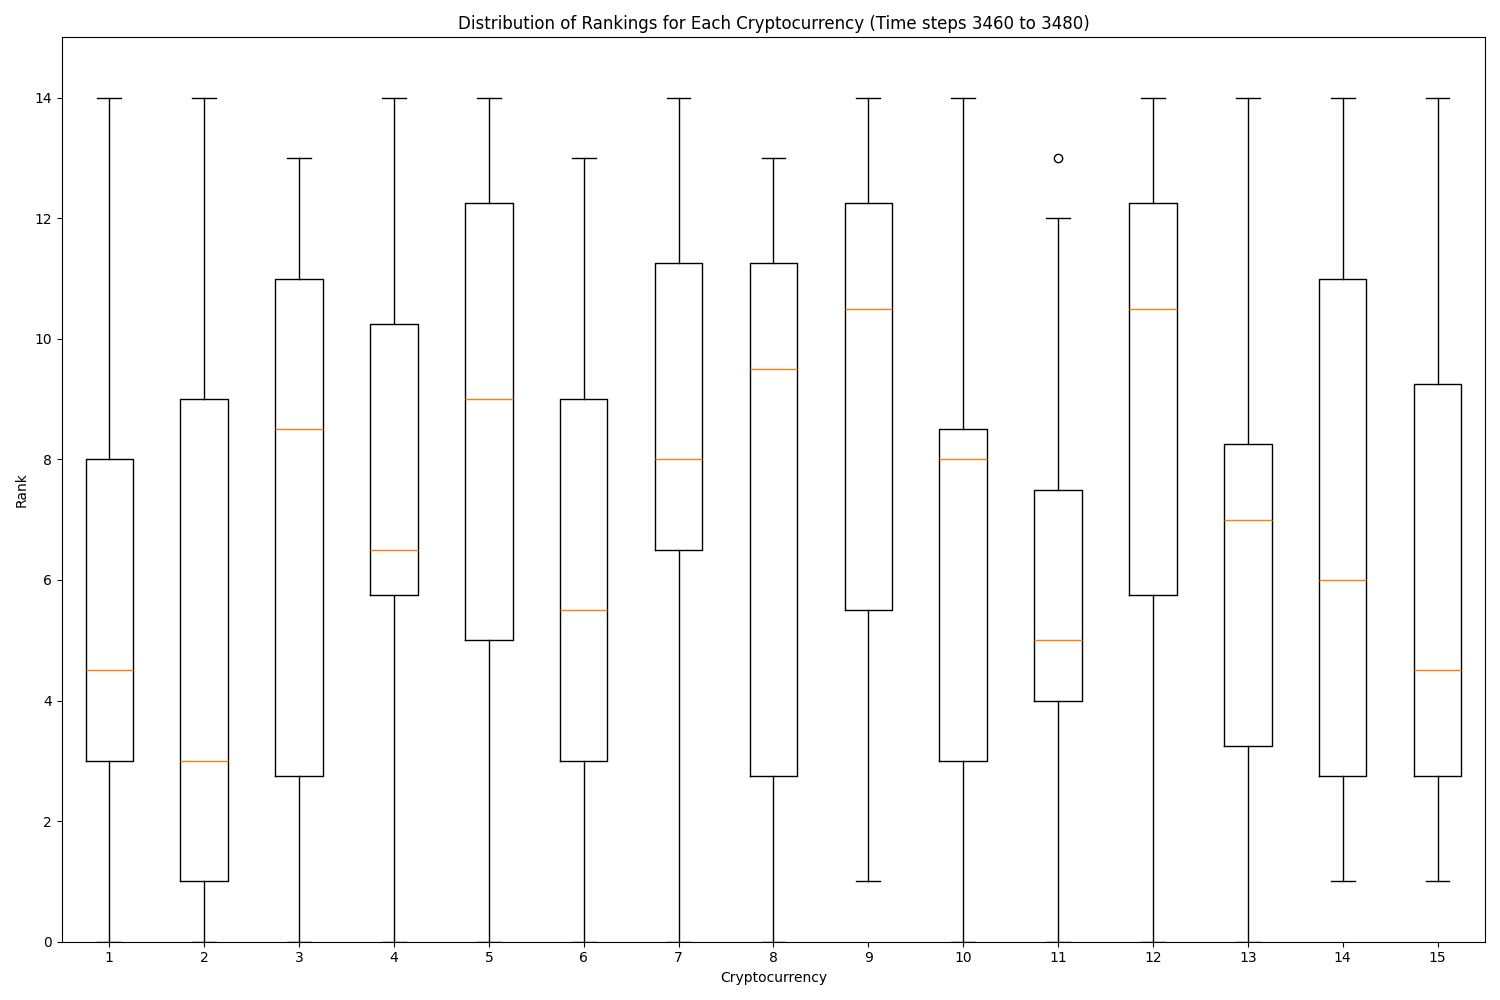 Distribution of Rankings for Each Cryptocurrency (Time steps 3460 to 3480)
14
12
10
8
6
4
2
0
Rank
1 2 3 4 5 6 7 8 9 10 11 12 13 14 15
Cryptocurrency